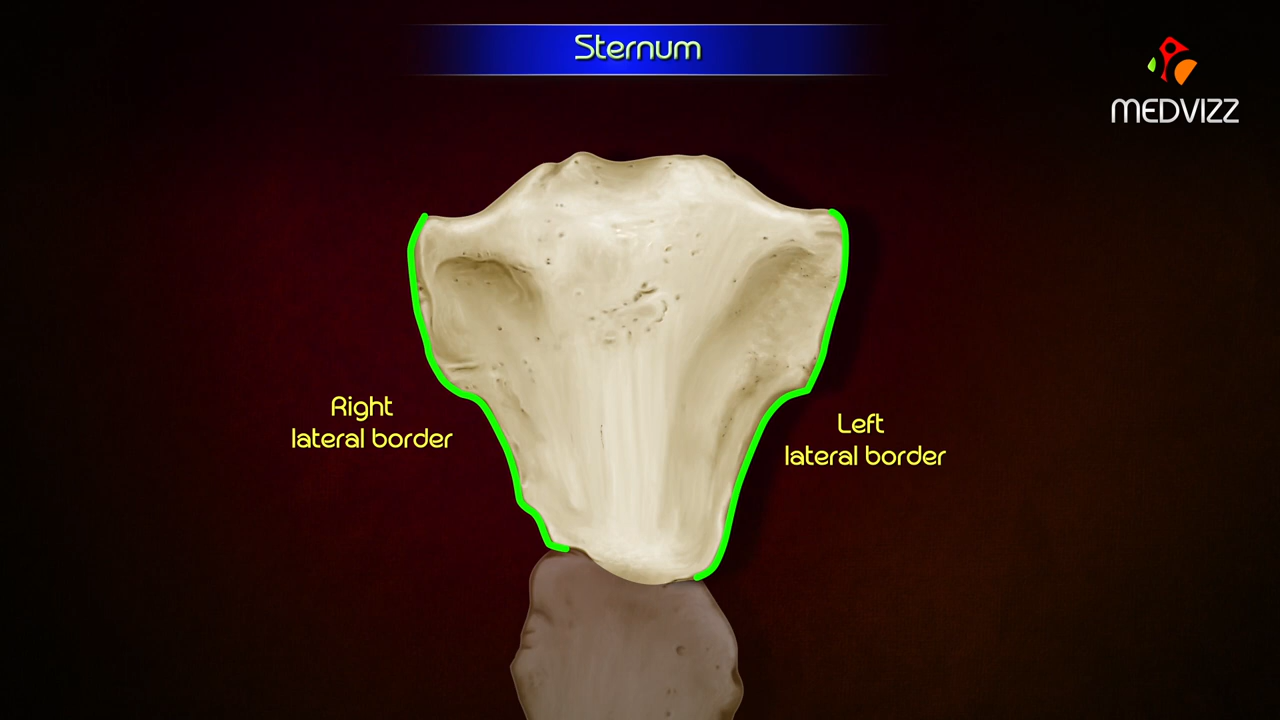 Sternum
MEDVIZZ
Right
lateral border
Left
lateral border